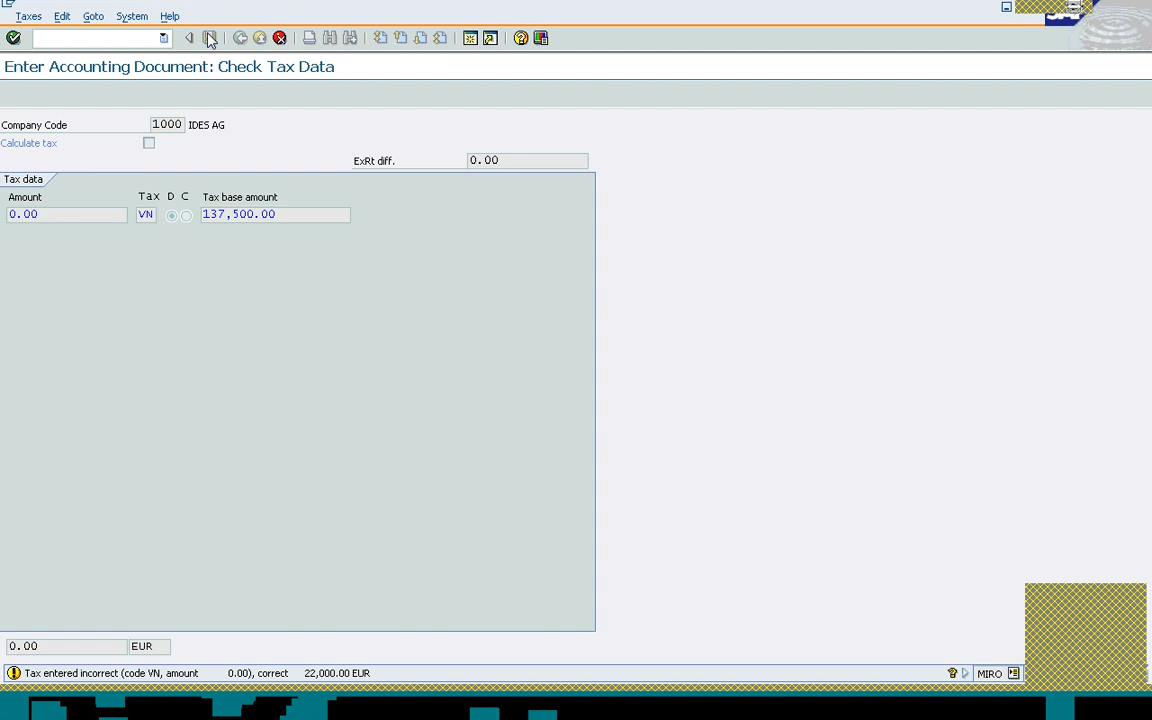 Taxes Edit Goto System Help
Enter Accounting Document: Check Tax Data
Company Code 1000 IDES AG
Calculate tax
ExRt diff. 0.00
Tax data
Amount Tax D C Tax base amount
0.00 VN 137,500.00
0.00 EUR
Tax entered incorrect (code VN, amount 0.00), correct 22,000.00 EUR
MIRO